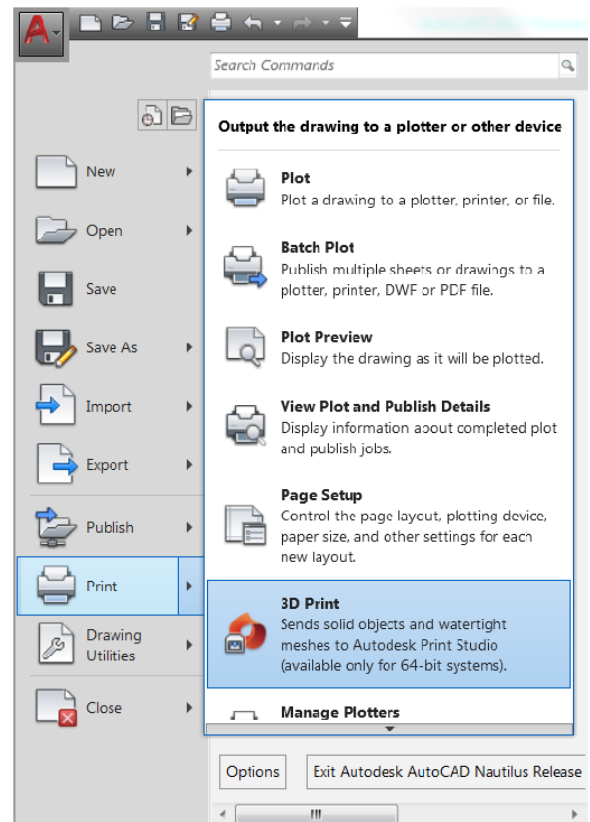 Search Commands
Output the drawing to a plotter or other device
New
Open
Save
Save As
Import
Export
Publish
Print
Drawing
Utilities
Close
Plot
Plot a drawing to a plotter, printer, or file.
Batch Plot
Publish multiple sheets or drawings to a
plotter, printer, DWF or PDF file.
Plot Preview
Display the drawing as it will be plotted.
View Plot and Publish Details
Display information about completed plot
and publish jobs.
Page Setup
Control the page layout, plotting device,
paper size, and other settings for each
new layout.
3D Print
Sends solid objects and watertight
meshes to Autodesk Print Studio
(available only for 64-bit systems).
Manage Plotters
Options
Exit Autodesk AutoCAD Nautilus Release